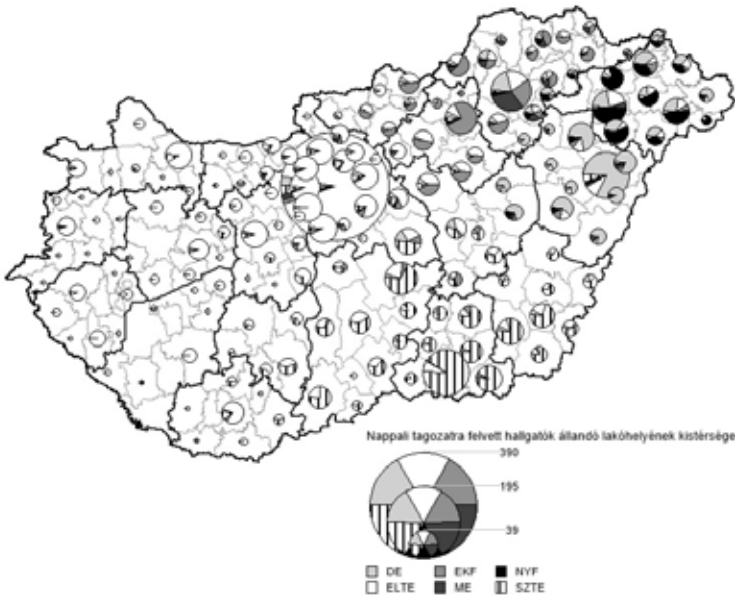 Nappali tagozatra felvett hallgatók állandó lakóhelyének kistérsége
390
195
39
DE EKF NYF
ELTE ME SZTE